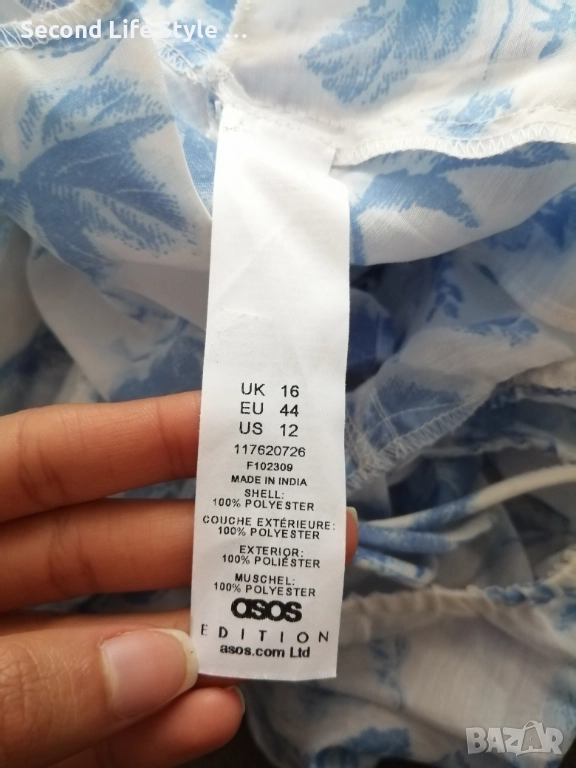 Second Life Style ...
UK 16
EU 44
US 12
117620726
F102309
MADE IN INDIA
SHELL:
100% POLYESTER
COUCHE EXTÉRIEURE:
100% POLYESTER
EXTERIOR:
100% POLIÉSTER
MUSCHEL:
100% POLYESTER
asos
EDITION
asos.com Ltd
BAZAR